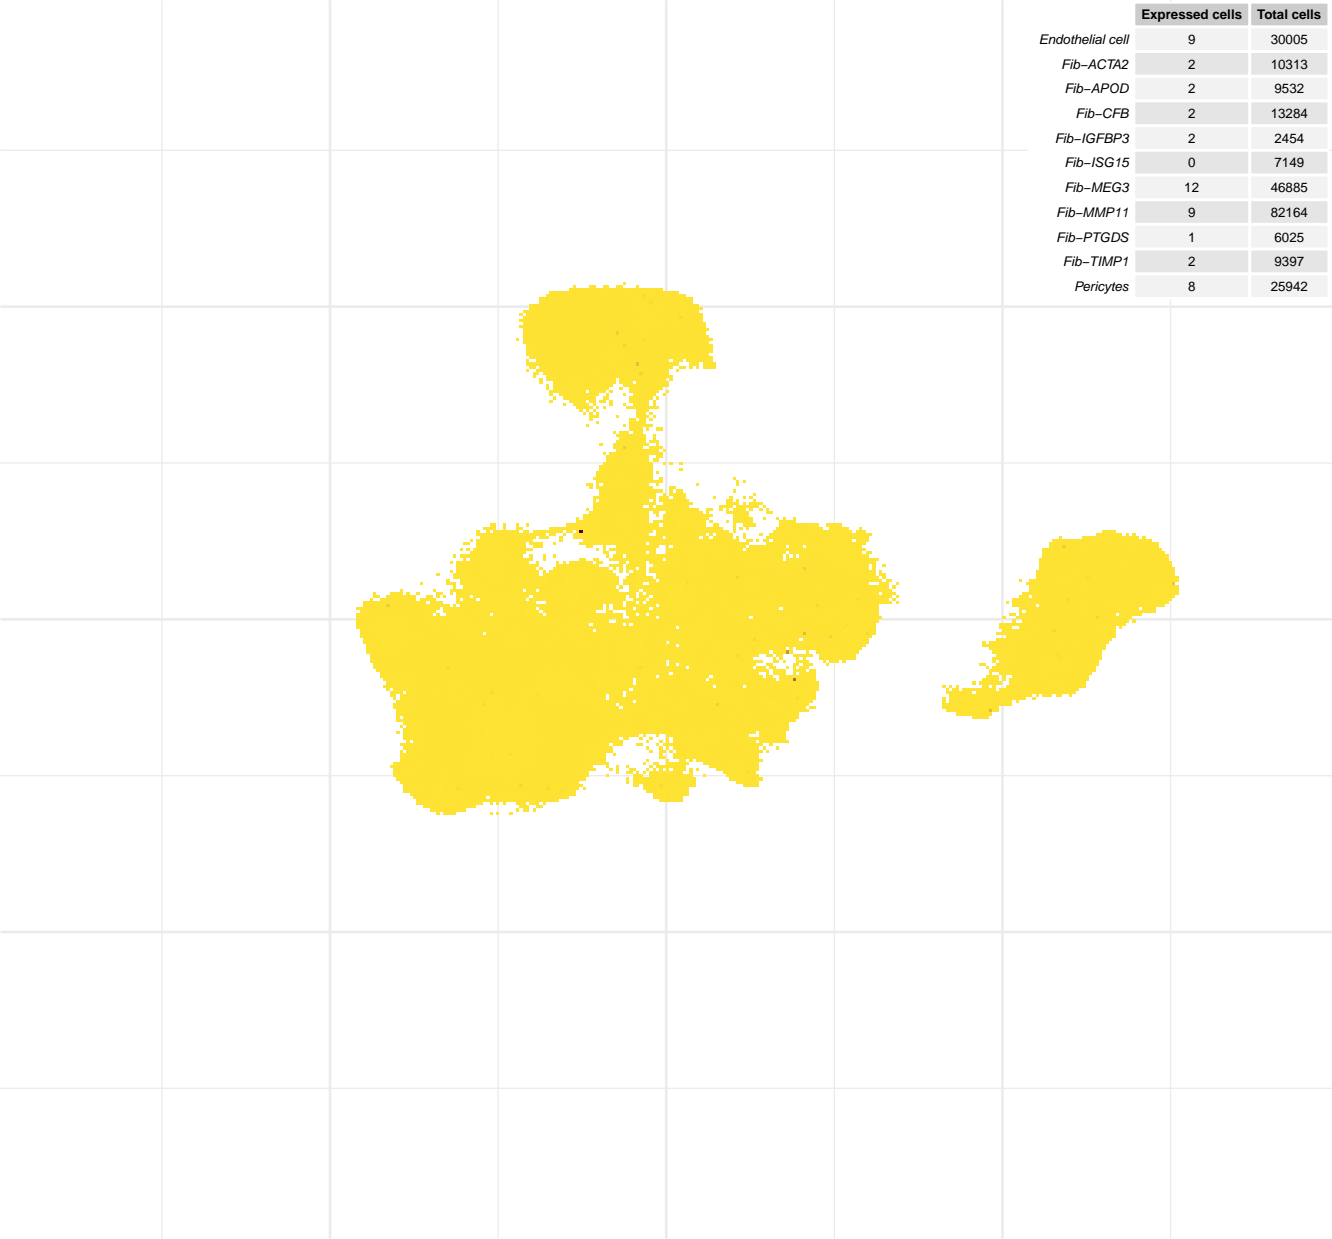 Expressed cells Total cells
Endothelial cell 9 30005
Fib−ACTA2 2 10313
Fib−APOD 2 9532
Fib−CFB 2 13284
Fib−IGFBP3 2 2454
Fib−ISG15 0 7149
Fib−MEG3 12 46885
Fib−MMP11 9 82164
Fib−PTGDS 1 6025
Fib−TIMP1 2 9397
Pericytes 8 25942